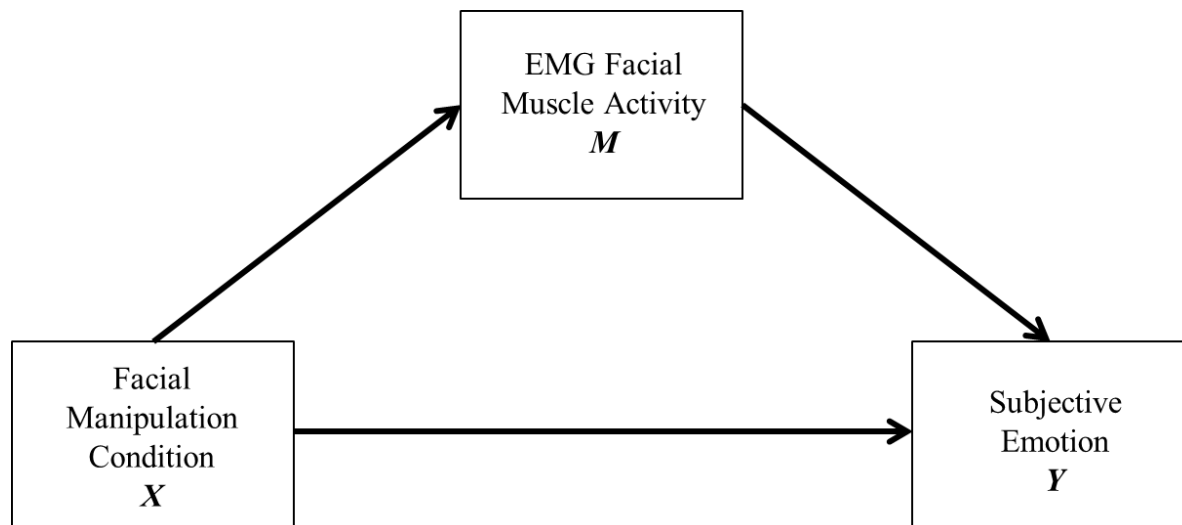 EMG Facial
Muscle Activity
M
Facial
Manipulation
Condition
X
Subjective
Emotion
Y